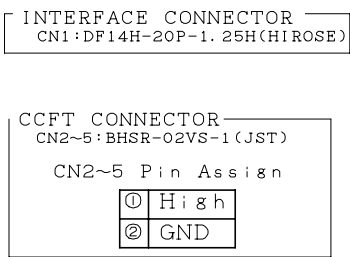 INTERFACE CONNECTOR
CN1:DF14H-20P-1.25H(HIROSE)
CCFT CONNECTOR
CN2~5:BHSR-02VS-1(JST)
CN2~5 Pin Assign
① High
② GND